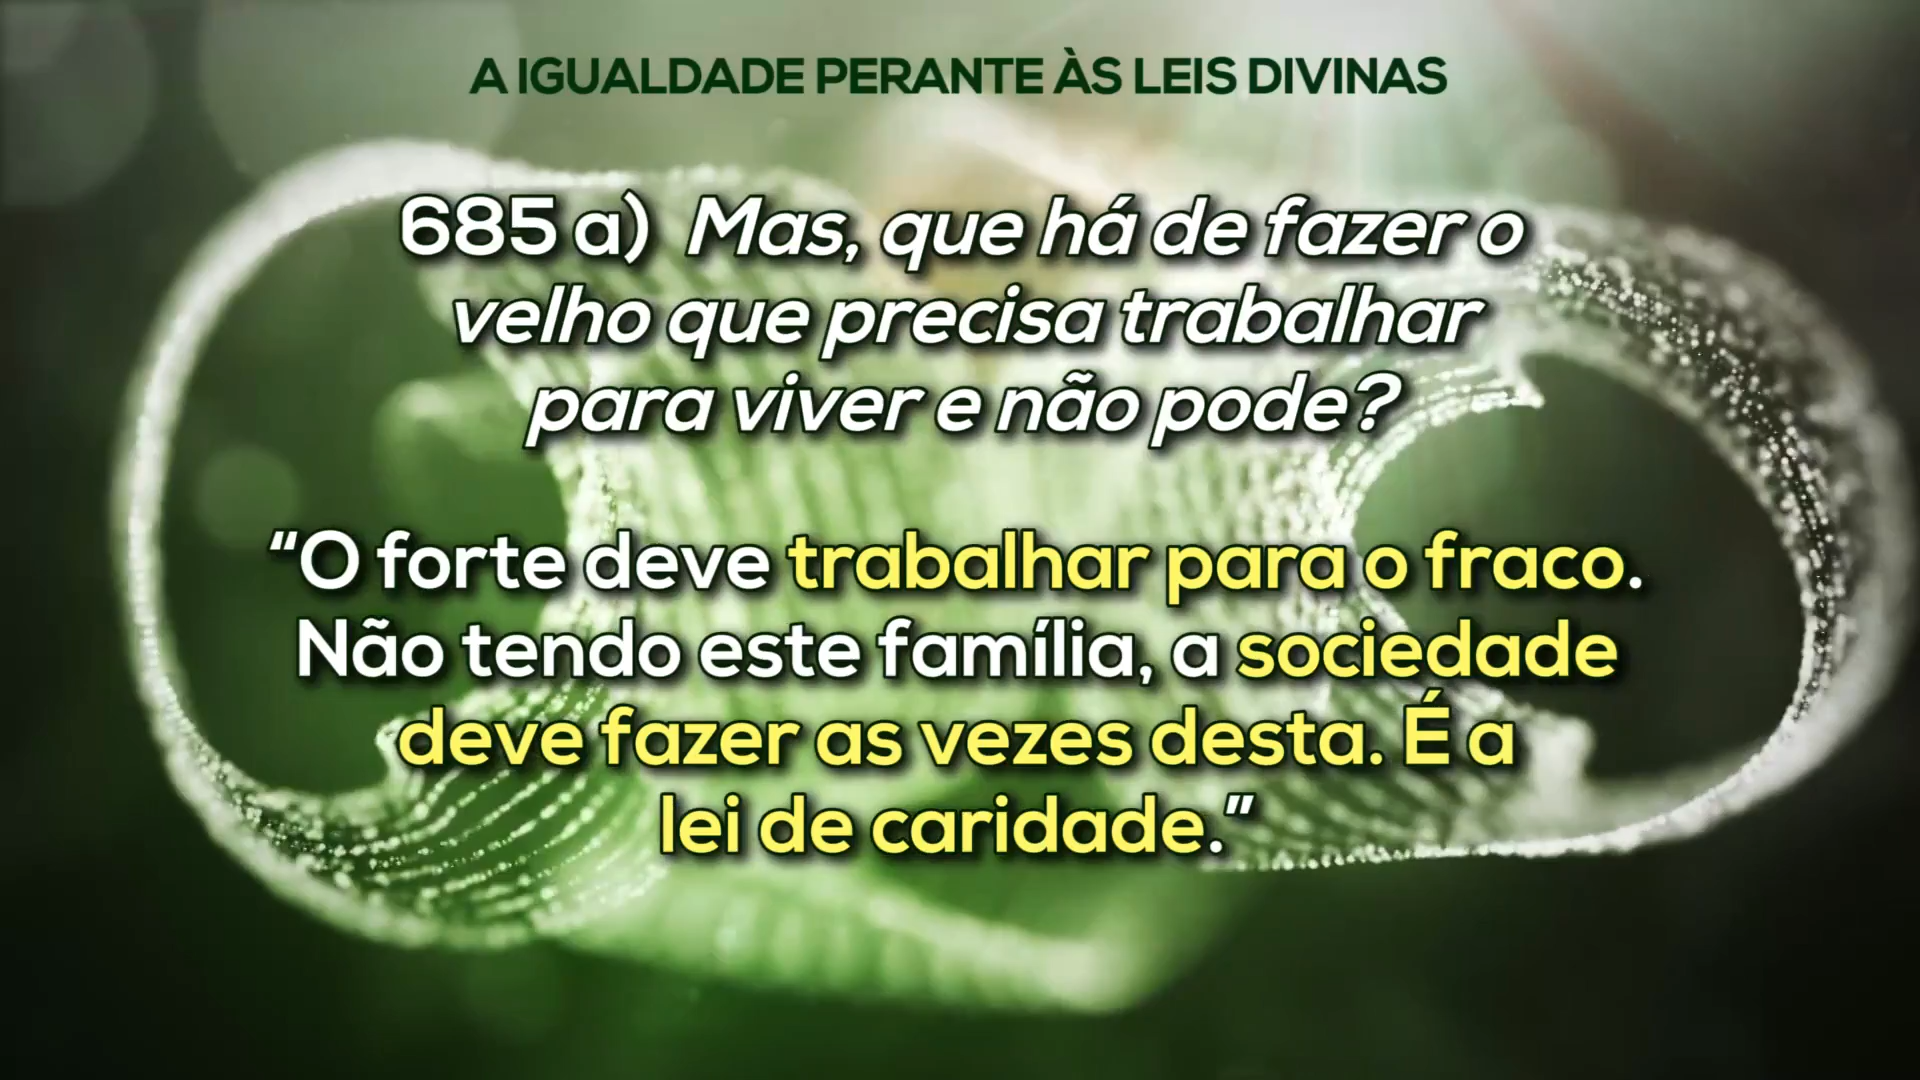 A IGUALDADE PERANTE ÀS LEIS DIVINAS
685 a) Mas, que há de fazer o
velho que precisa trabalhar
para viver e não pode?
“O forte deve trabalhar para o fraco.
Não tendo este família, a sociedade
deve fazer as vezes desta. É a
lei de caridade.”